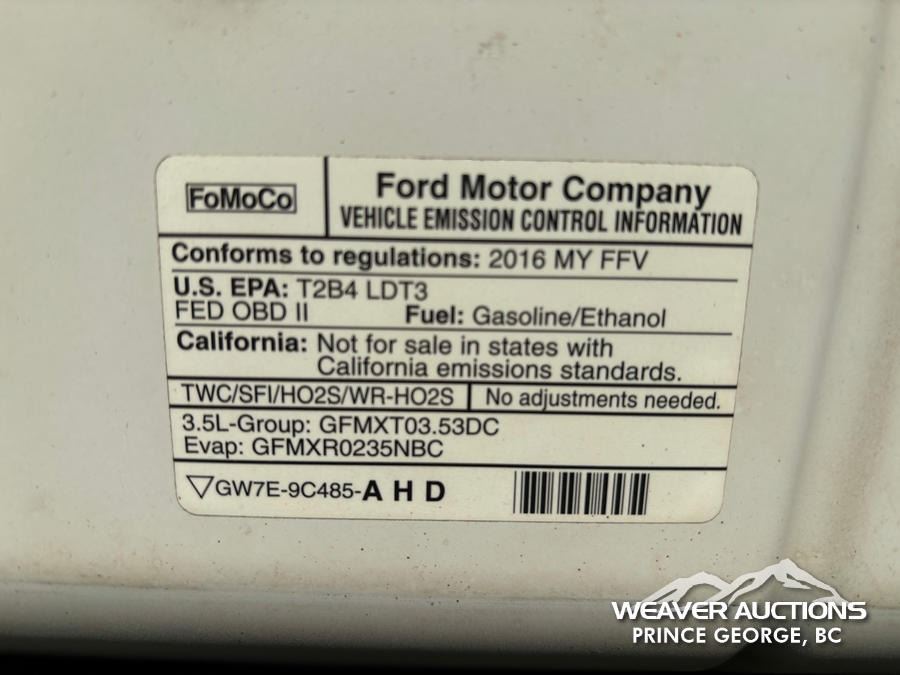 FoMoCo
Ford Motor Company
VEHICLE EMISSION CONTROL INFORMATION
Conforms to regulations: 2016 MY FFV
U.S. EPA: T2B4 LDT3
FED OBD II Fuel: Gasoline/Ethanol
California: Not for sale in states with
California emissions standards.
TWC/SFI/HO2S/WR-HO2S No adjustments needed.
3.5L-Group: GFMXT03.53DC
Evap: GFMXR0235NBC
GW7E-9C485-A H D
WEAVER AUCTIONS
PRINCE GEORGE, BC